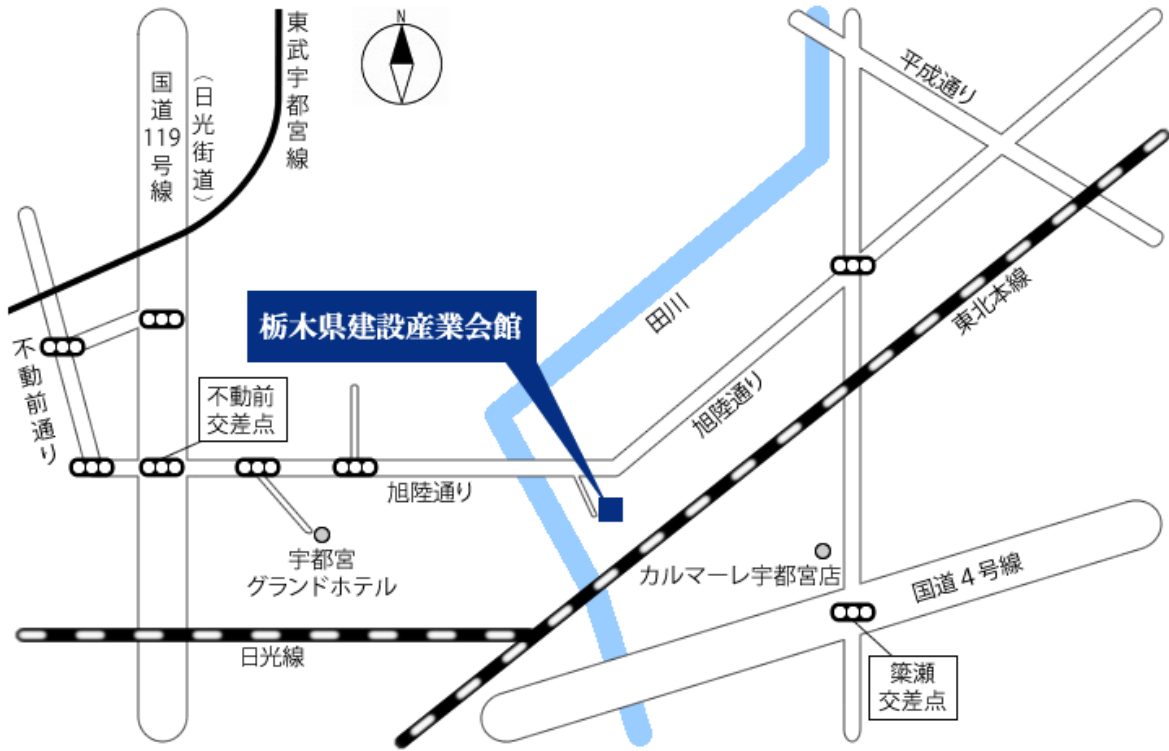 N
東武宇都宮線
国道119号線
（日光街道）
平成通り
田川
東北本線
栃木県建設産業会館
不動前通り
不動前
交差点
旭陸通り
旭陸通り
宇都宮
グランドホテル
カルマーレ宇都宮店
国道４号線
日光線
簗瀬
交差点